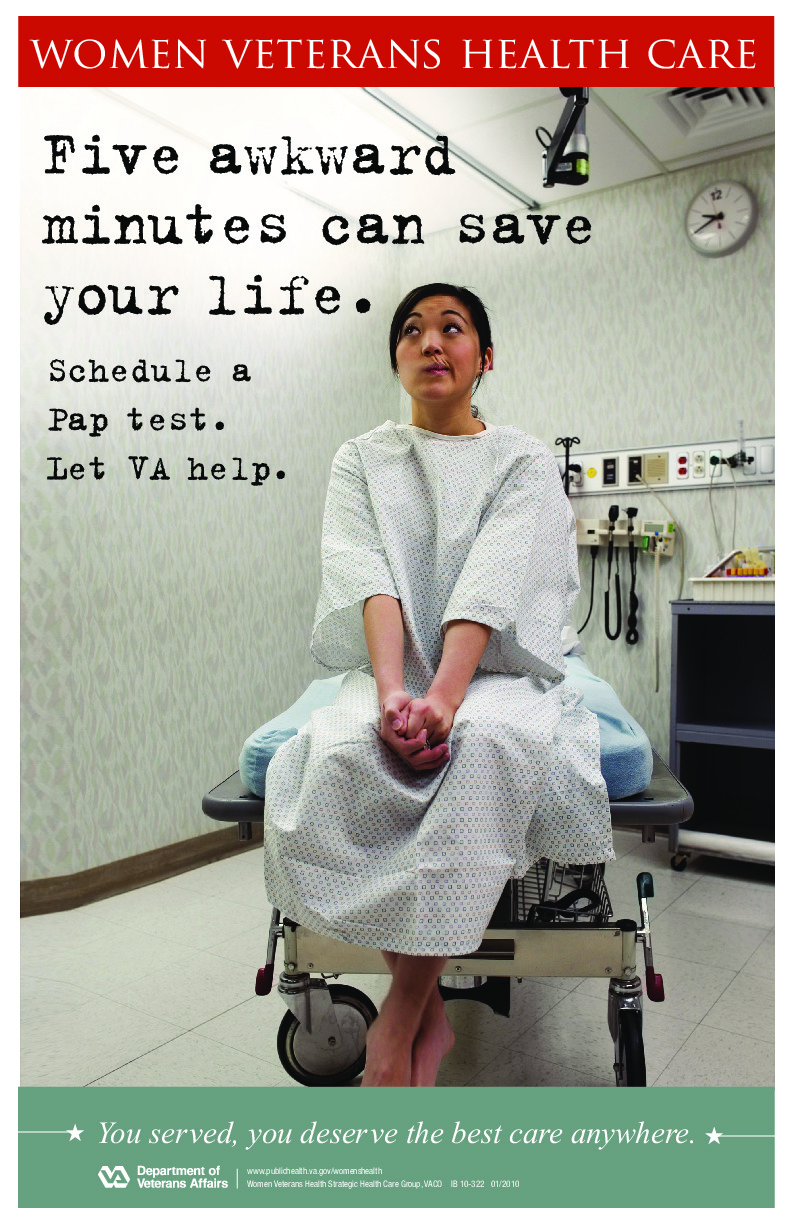 WOMEN VETERANS HEALTH CARE
Five awkward
minutes can save
your life.
Schedule a
Pap test.
Let VA help.
12
You served, you deserve the best care anywhere.
VA
Department of
Veterans Affairs
www.publichealth.va.gov/womenshealth
Women Veterans Health Strategic Health Care Group, VACO IB 10-322 01/2010